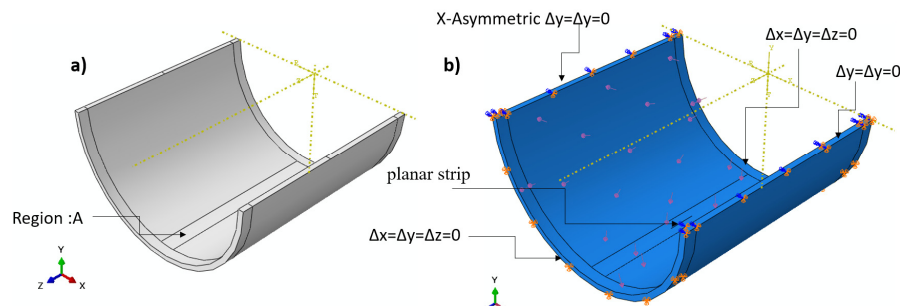 a)
Region :A
Y
Z
X
b)
X-Asymmetric Δy=Δy=0
Δx=Δy=Δz=0
Δy=Δy=0
planar strip
Δx=Δy=Δz=0
Y